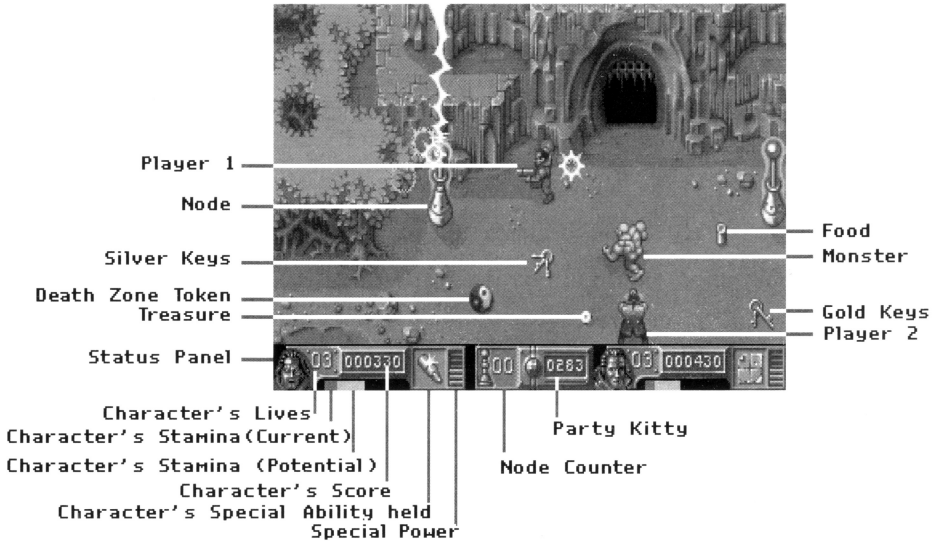 Player 1
Node
Silver Keys
Death Zone Token
Treasure
Status Panel
Food
Monster
Gold Keys
Player 2
03 000330 00 0283 03 000430
Character's Lives
Character's Stamina(Current)
Character's Stamina (Potential)
Character's Score
Character's Special Ability held
Special Power
Party Kitty
Node Counter